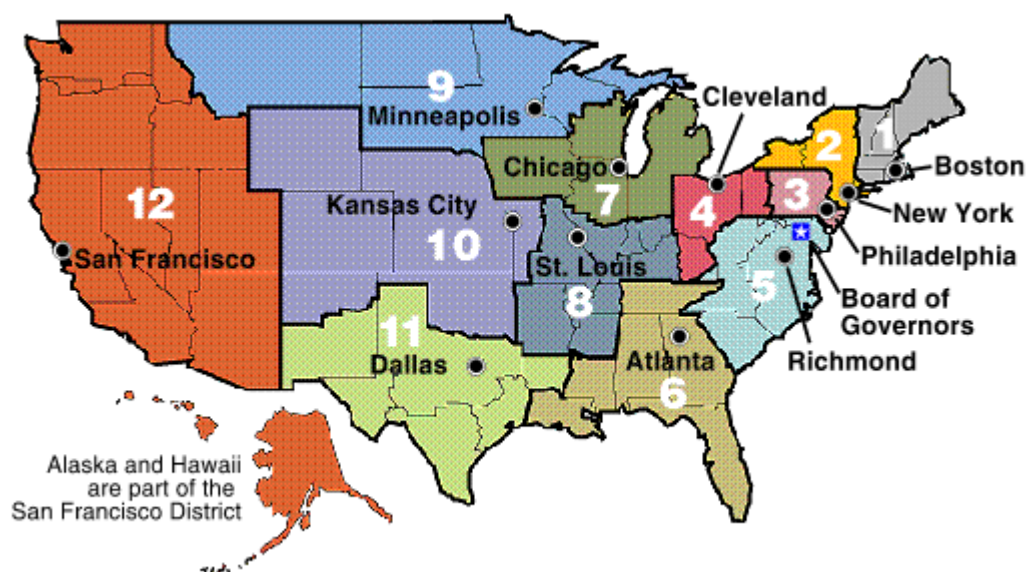 9
Minneapolis
Cleveland
2
1
Chicago
Boston
7
12
4
3
Kansas City
New York
10
Philadelphia
San Francisco
St. Louis
5
8
Board of
Governors
11
Richmond
Dallas
Atlanta
6
Alaska and Hawaii
are part of the
San Francisco District